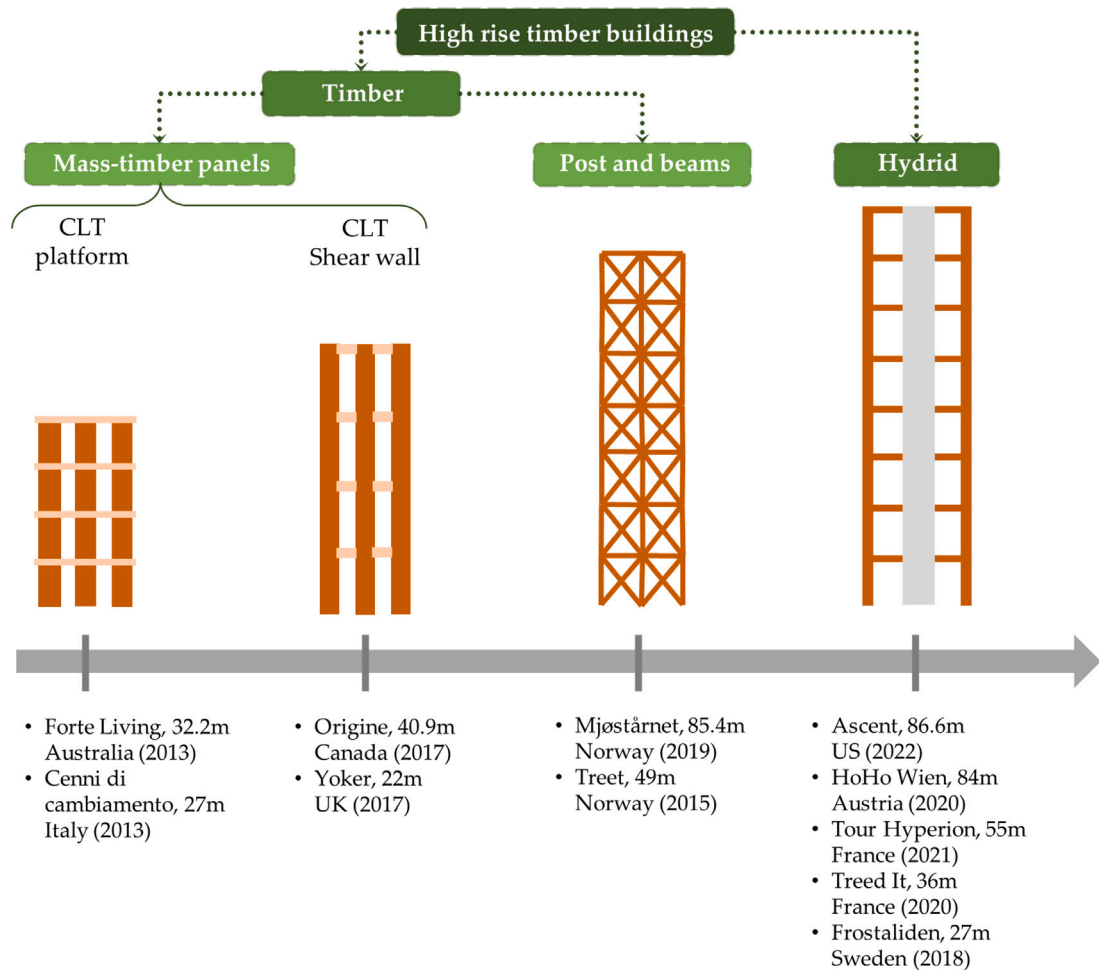 High rise timber buildings
Timber
Mass-timber panels
Post and beams
Hydrid
CLT
platform
CLT
Shear wall
• Forte Living, 32.2m
Australia (2013)
• Cenni di
cambiamento, 27m
Italy (2013)
• Origine, 40.9m
Canada (2017)
• Yoker, 22m
UK (2017)
• Mjøstårnet, 85.4m
Norway (2019)
• Treet, 49m
Norway (2015)
• Ascent, 86.6m
US (2022)
• HoHo Wien, 84m
Austria (2020)
• Tour Hyperion, 55m
France (2021)
• Treed It, 36m
France (2020)
• Frostaliden, 27m
Sweden (2018)